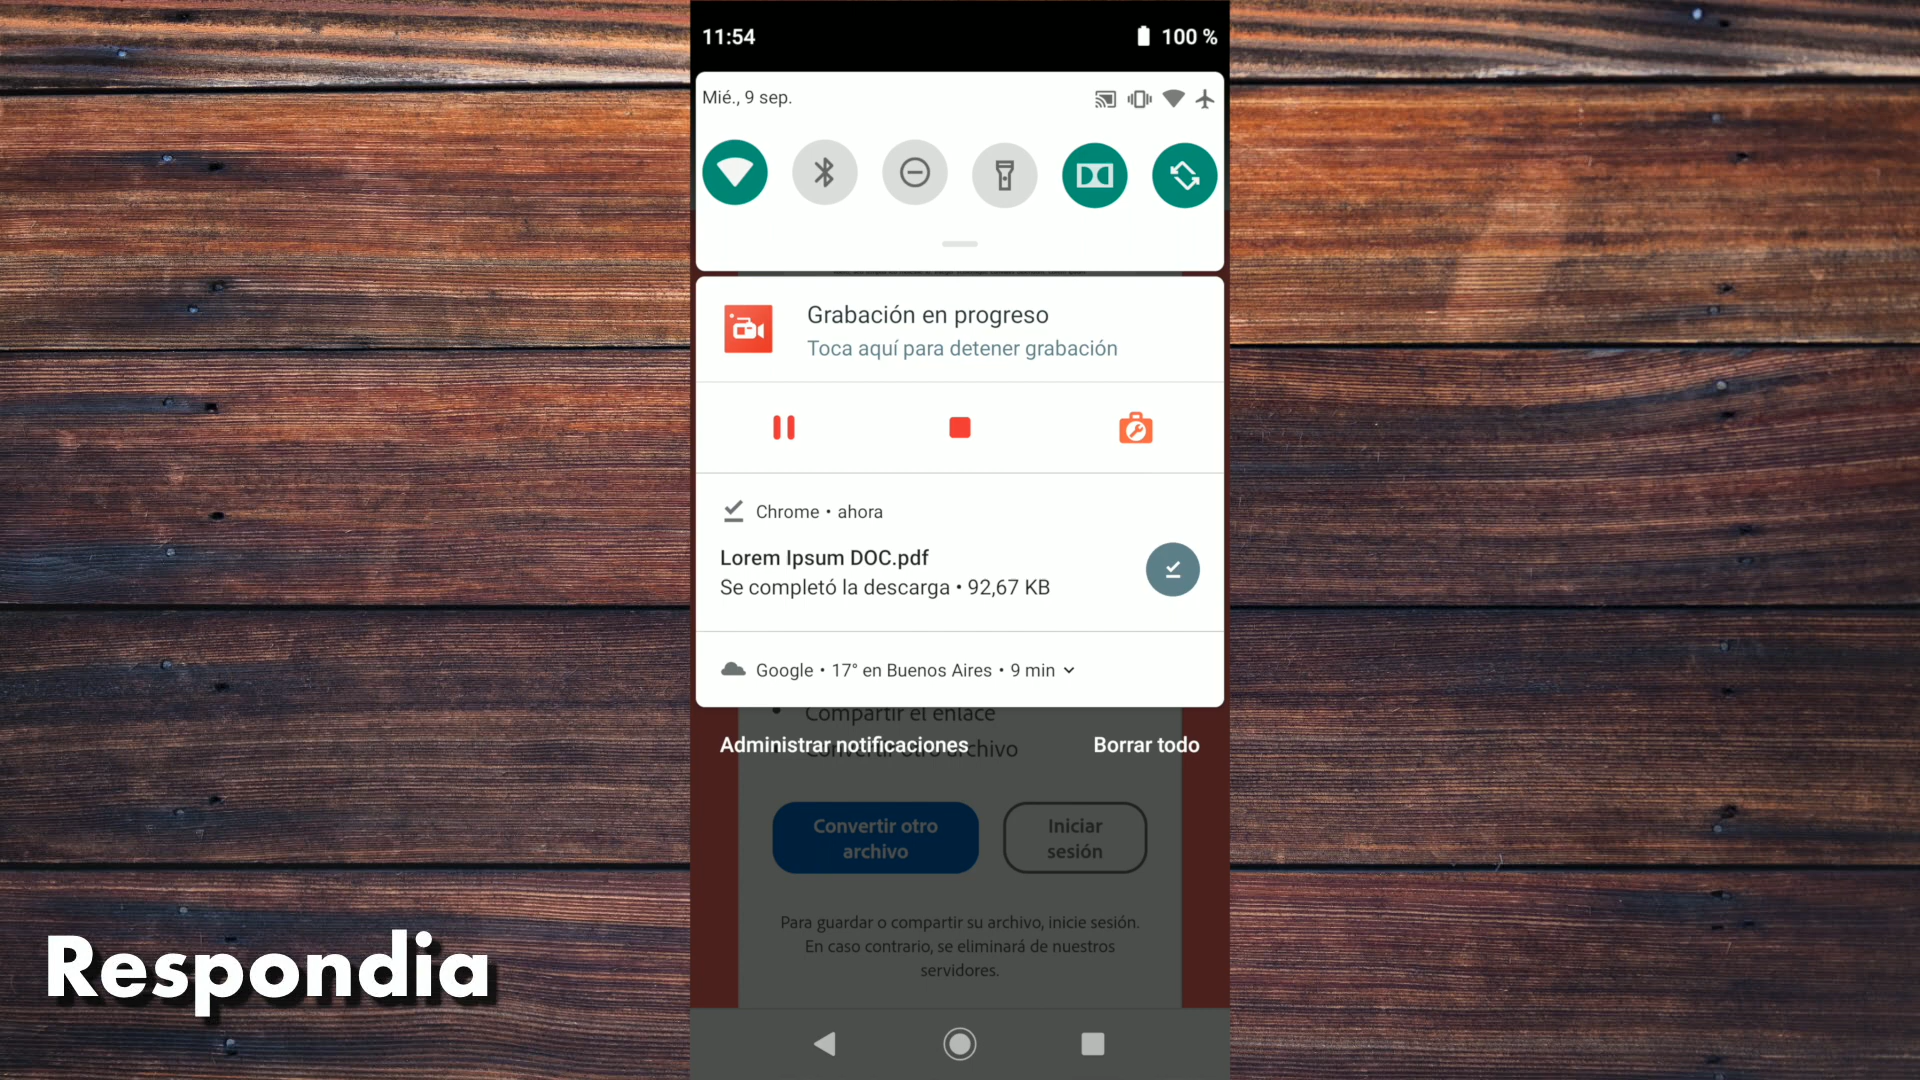 11:54
100 %
Mié., 9 sep.
Grabación en progreso
Toca aquí para detener grabación
Chrome • ahora
Lorem Ipsum DOC.pdf
Se completó la descarga • 92,67 KB
Google • 17° en Buenos Aires • 9 min
Compartir el enlace
Convertir otro archivo
Administrar notificaciones
Borrar todo
Convertir otro
archivo
Iniciar
sesión
Para guardar o compartir su archivo, inicie sesión.
En caso contrario, se eliminará de nuestros
servidores.
Respondia